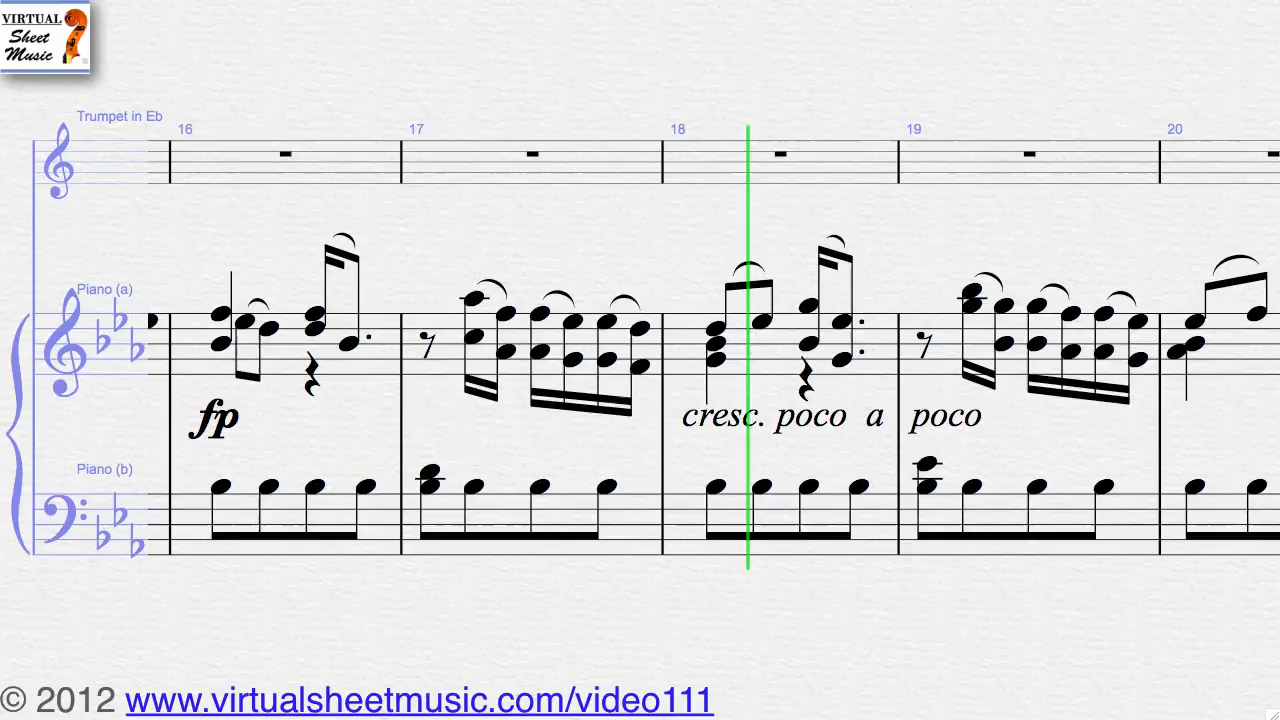 VIRTUAL
Sheet
Music
Trumpet in Eb
16 17 18 19 20
Piano (a)
fp cresc. poco a poco
Piano (b)
© 2012 www.virtualsheetmusic.com/video111